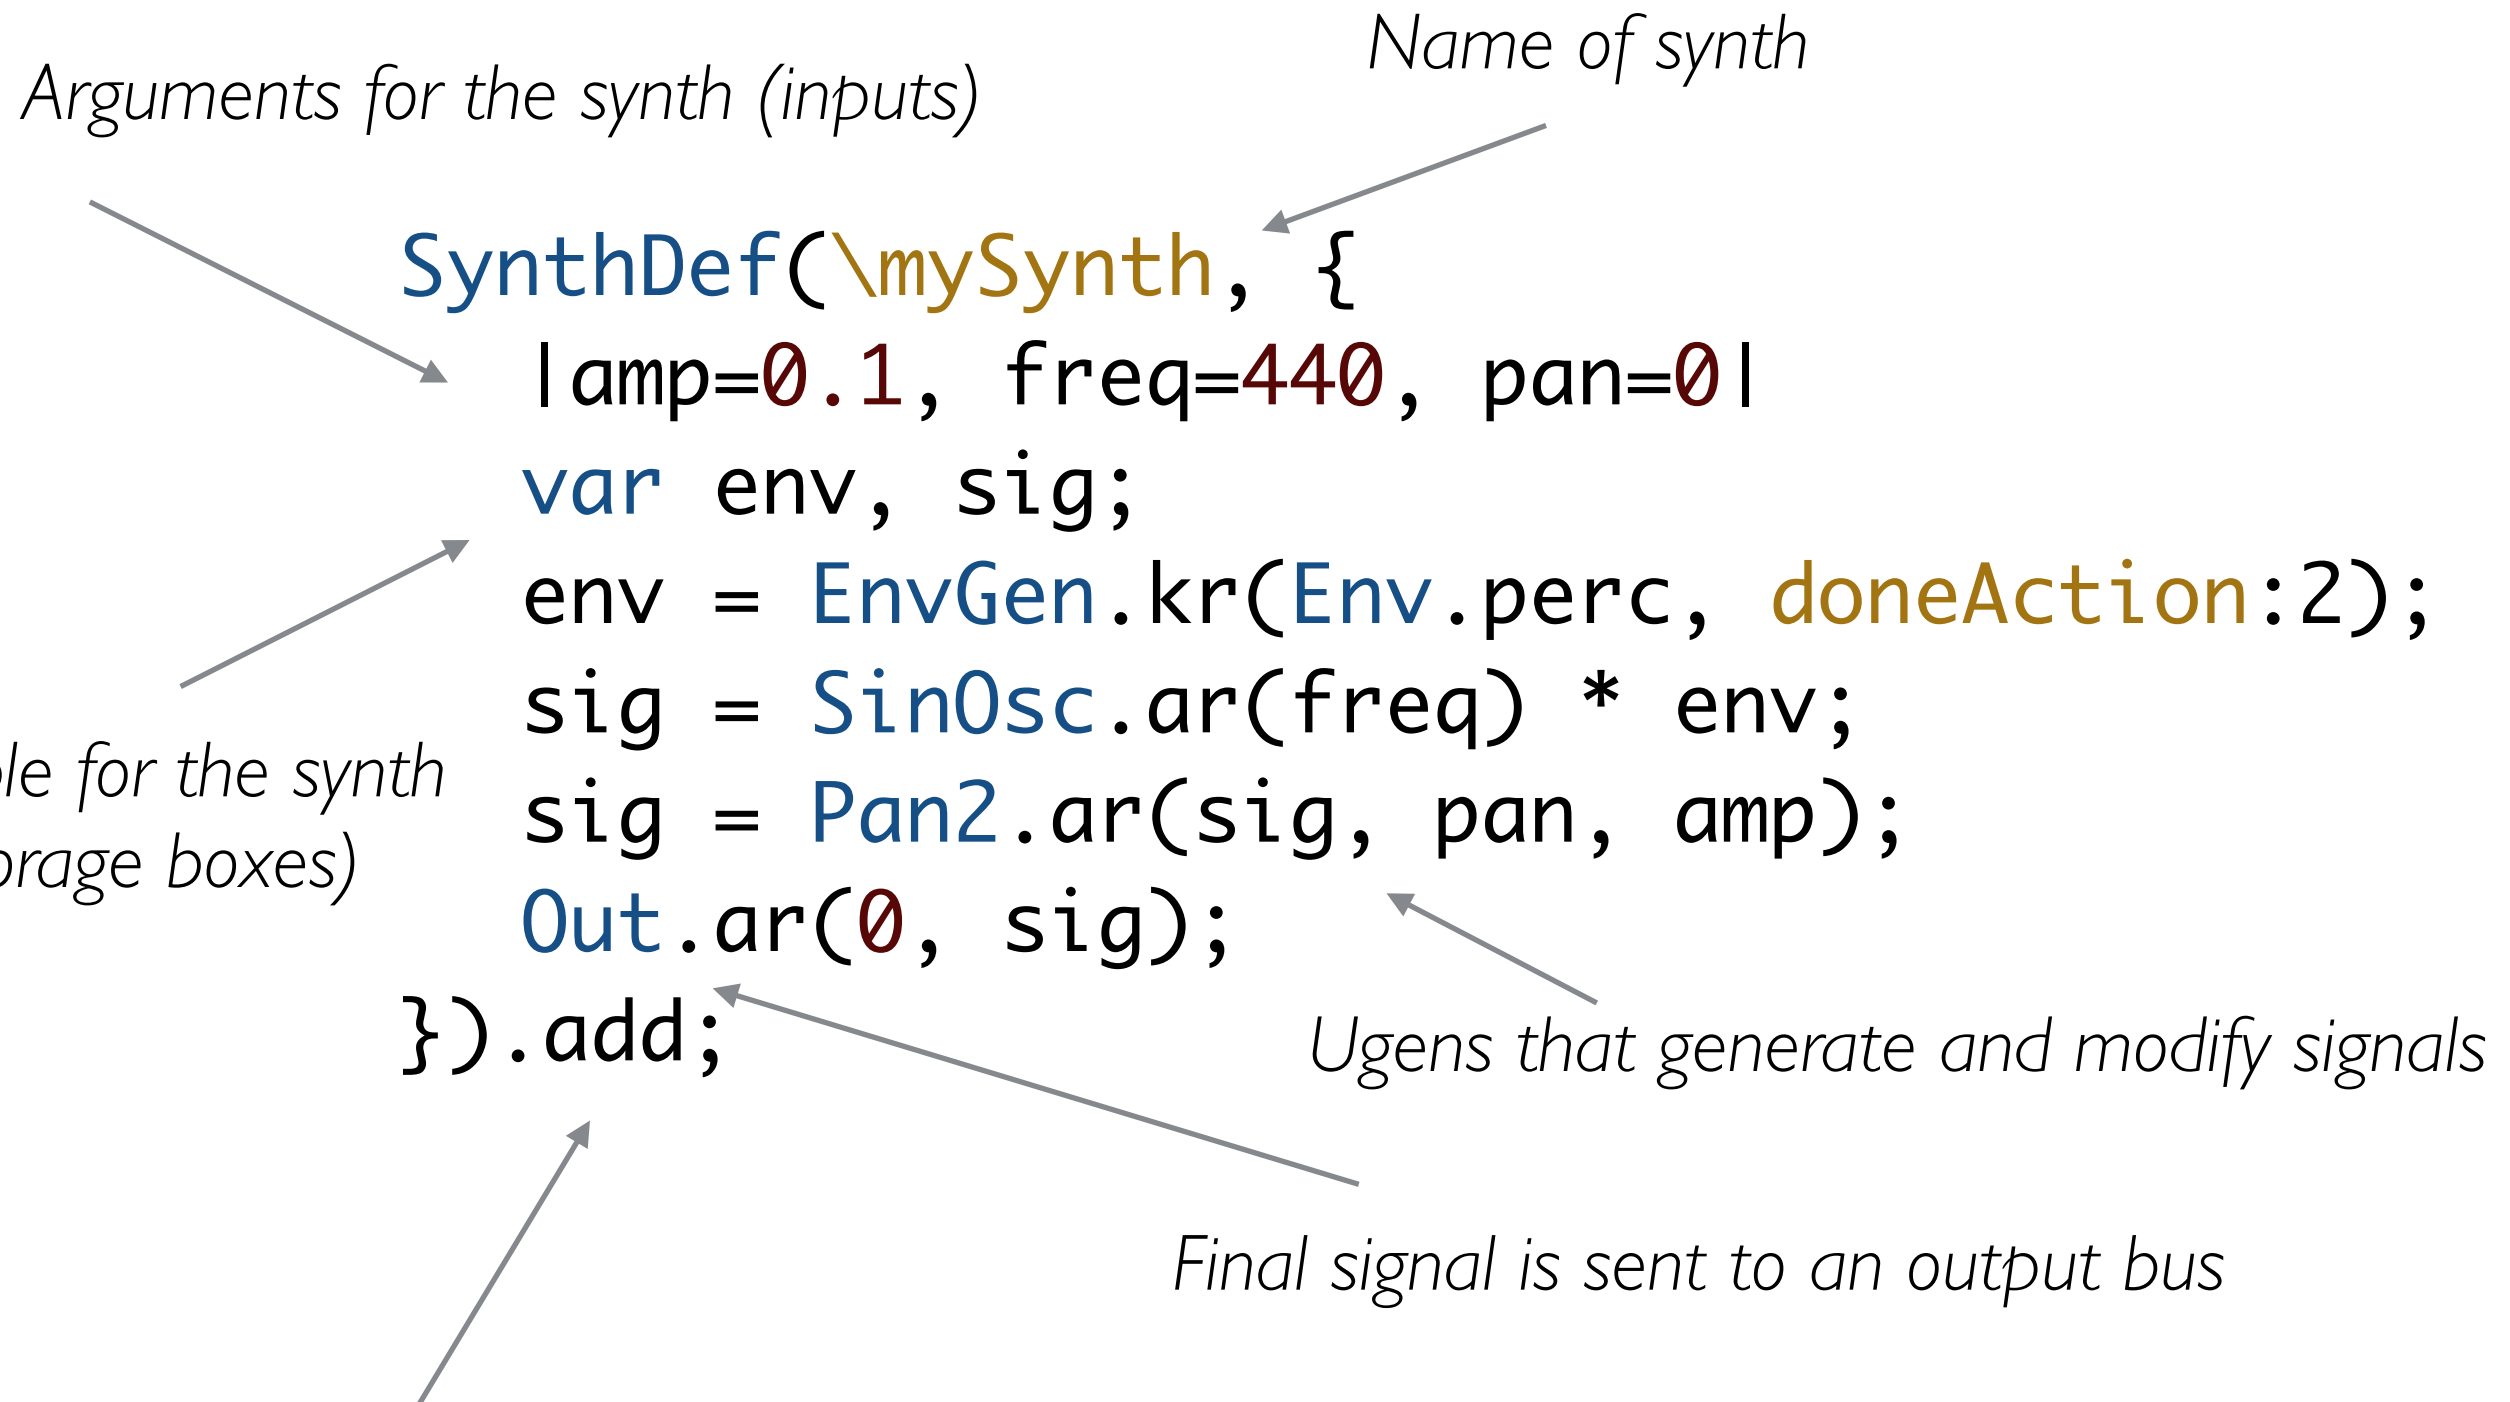 Name of synth
Arguments for the synth (inputs)
SynthDef(\mySynth, {
|amp=0.1, freq=440, pan=0|
var env, sig;
env = EnvGen.kr(Env.perc, doneAction:2);
sig = SinOsc.ar(freq) * env;
for the synth
sig = Pan2.ar(sig, pan, amp);
boxes)
Out.ar(0, sig);
}).add;
Ugens that generate and modify signals
Final signal is sent to an output bus